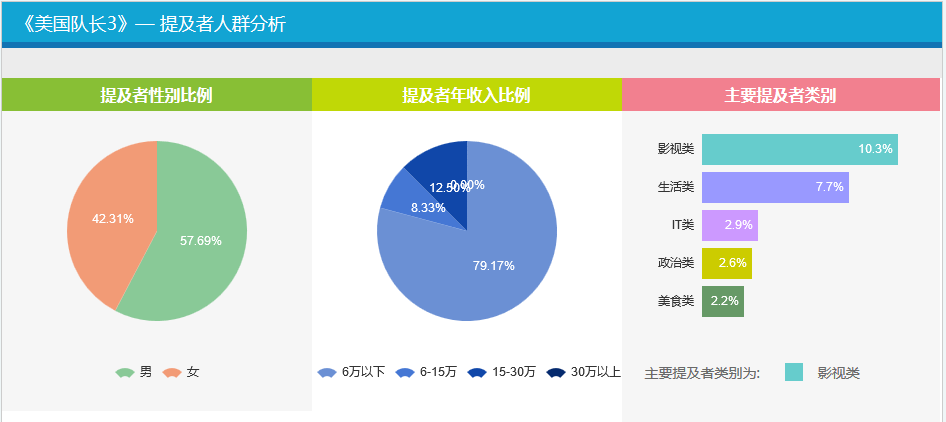 《美国队长3》— 提及者人群分析
提及者性别比例
42.31%
57.69%
男 女
提及者年收入比例
0.00%
12.50%
8.33%
79.17%
6万以下 6-15万 15-30万 30万以上
主要提及者类别
影视类 10.3%
生活类 7.7%
IT类 2.9%
政治类 2.6%
美食类 2.2%
主要提及者类别为: 影视类